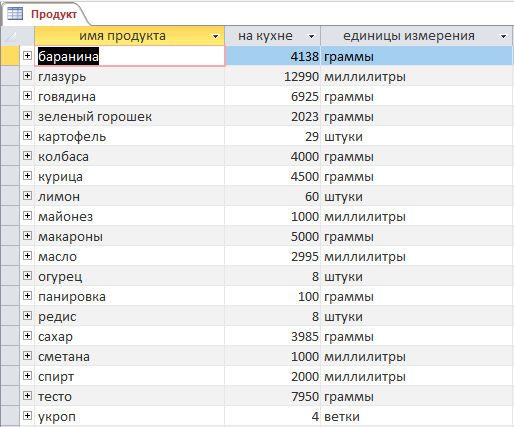 Продукт
имя продукта на кухне единицы измерения
баранина 4138 граммы
глазурь 12990 миллилитры
говядина 6925 граммы
зеленый горошек 2023 граммы
картофель 29 штуки
колбаса 4000 граммы
курица 4500 граммы
лимон 60 штуки
майонез 1000 миллилитры
макароны 5000 граммы
масло 2995 миллилитры
огурец 8 штуки
панировка 100 граммы
редис 8 штуки
сахар 3985 граммы
сметана 1000 миллилитры
спирт 2000 миллилитры
тесто 7950 граммы
укроп 4 ветки